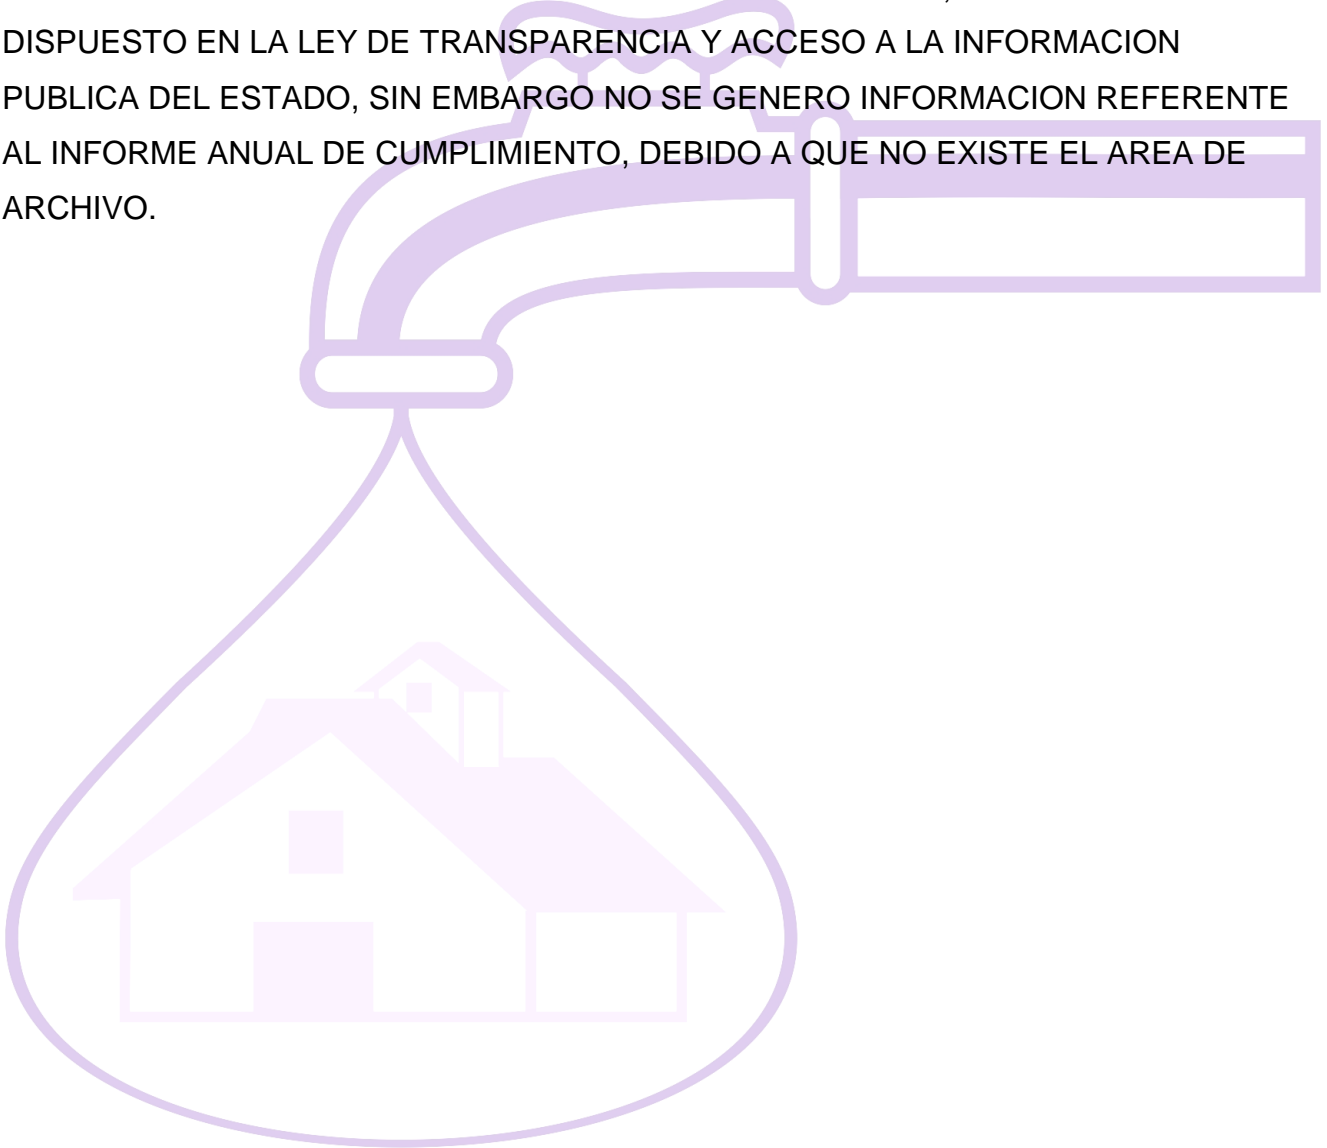 DISPUESTO EN LA LEY DE TRANSPARENCIA Y ACCESO A LA INFORMACION
PUBLICA DEL ESTADO, SIN EMBARGO NO SE GENERO INFORMACION REFERENTE
AL INFORME ANUAL DE CUMPLIMIENTO, DEBIDO A QUE NO EXISTE EL AREA DE
ARCHIVO.